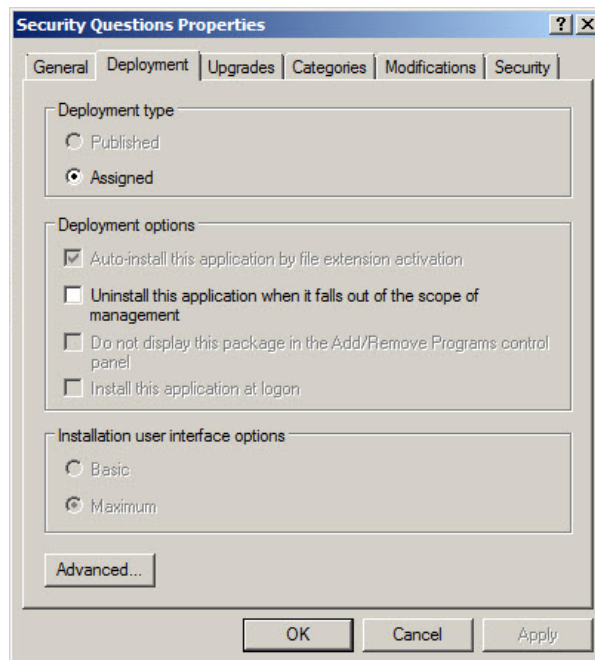 Security Questions Properties
General Deployment Upgrades Categories Modifications Security
Deployment type
Published
Assigned
Deployment options
Auto-install this application by file extension activation
Uninstall this application when it falls out of the scope of
management
Do not display this package in the Add/Remove Programs control
panel
Install this application at logon
Installation user interface options
Basic
Maximum
Advanced...
OK Cancel Apply